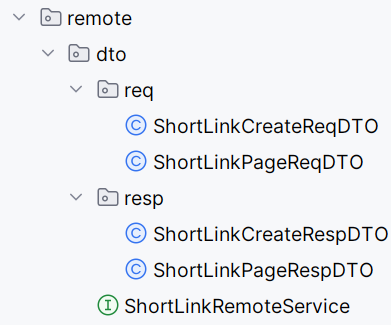 remote
dto
req
ShortLinkCreateReqDTO
ShortLinkPageReqDTO
resp
ShortLinkCreateRespDTO
ShortLinkPageRespDTO
ShortLinkRemoteService